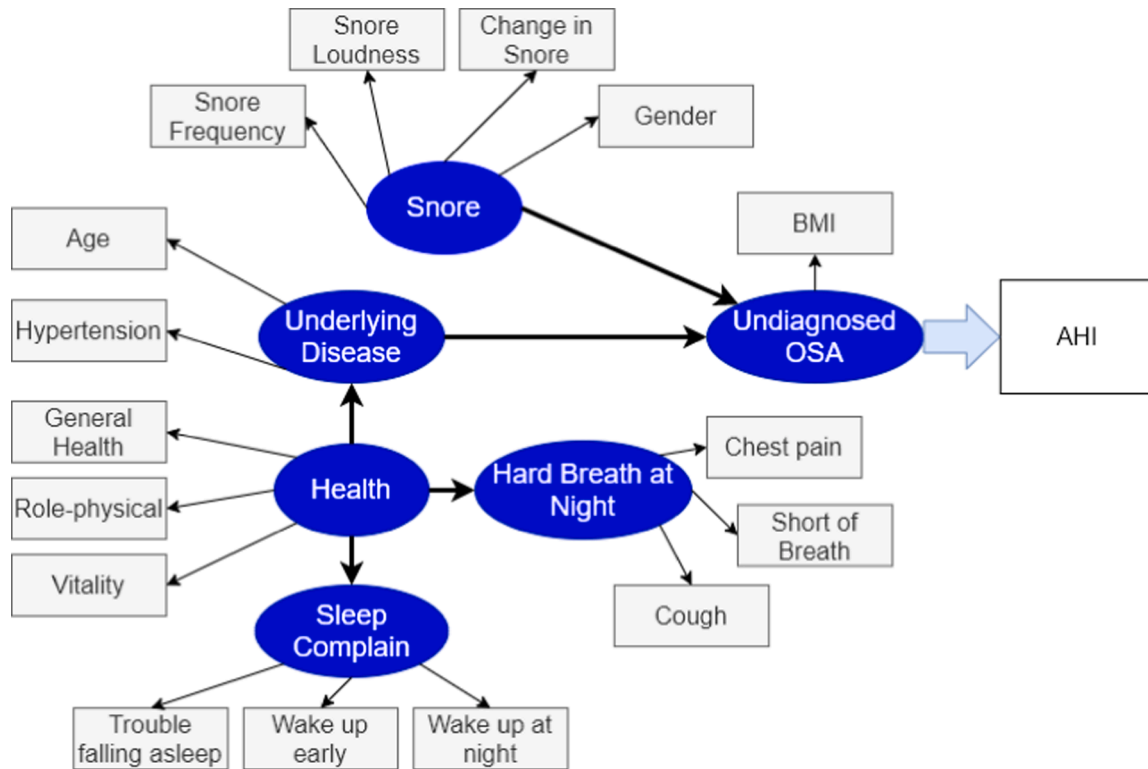 Snore
Loudness
Change in
Snore
Snore
Frequency
Gender
Snore
Age
BMI
Hypertension
Underlying
Disease
Undiagnosed
OSA
AHI
General
Health
Role-physical
Vitality
Health
Hard Breath at
Night
Chest pain
Short of
Breath
Cough
Sleep
Complain
Trouble
falling asleep
Wake up
early
Wake up at
night